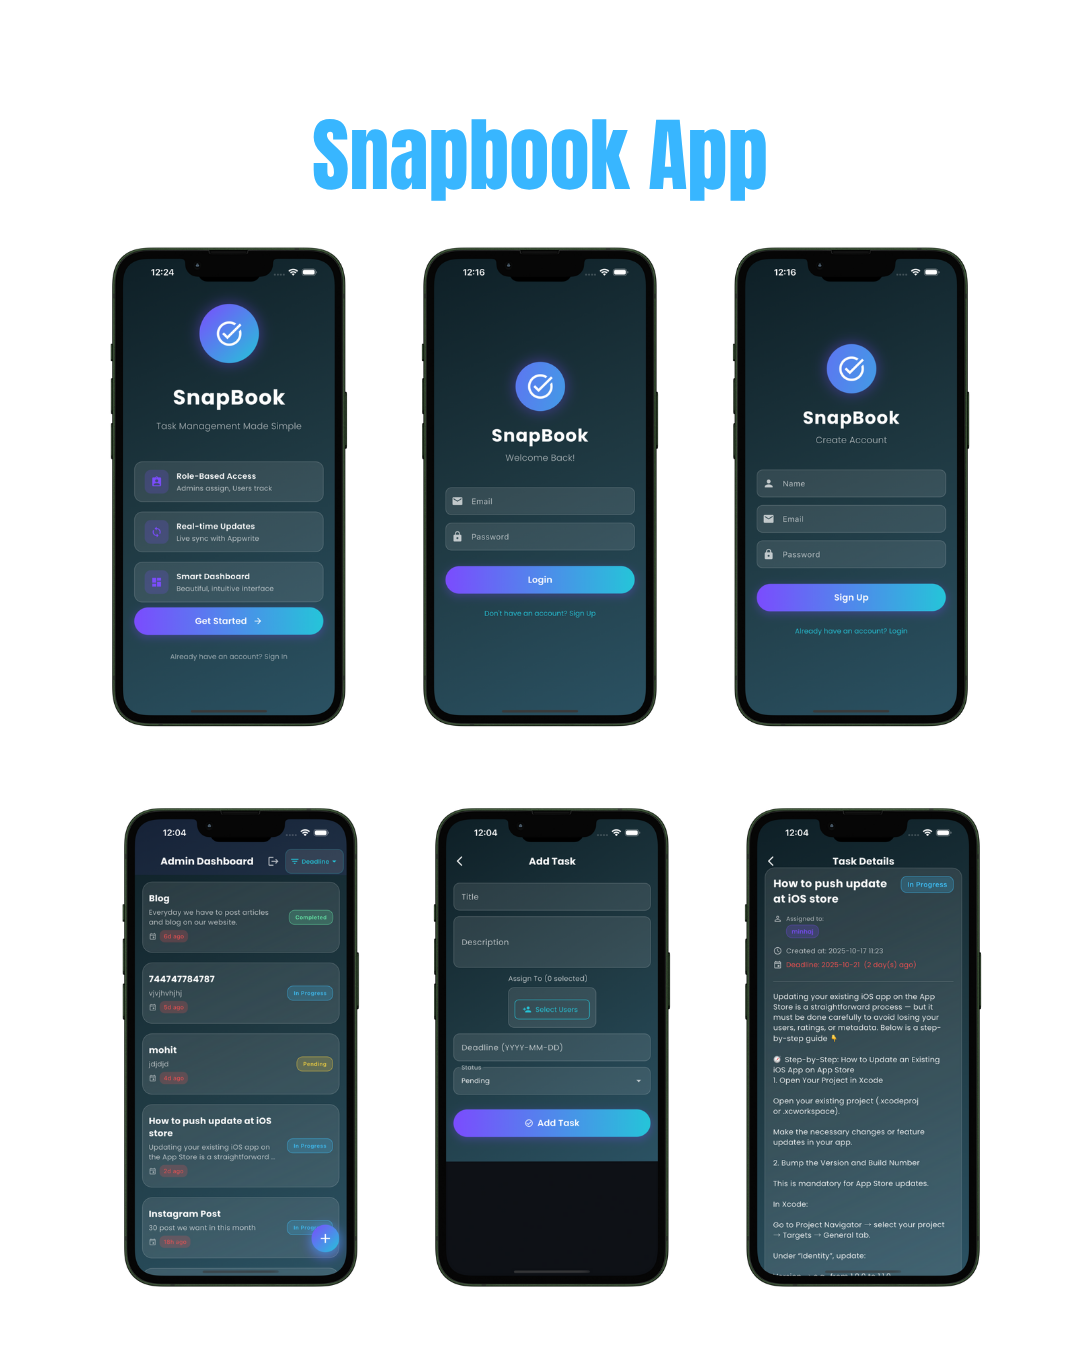 Snapbook App
12:24
SnapBook
Task Management Made Simple
Role-Based Access
Admins assign, Users track
Real-time Updates
Live sync with Appwrite
Smart Dashboard
Beautiful, intuitive interface
Get Started →
Already have an account? Sign In
12:16
SnapBook
Welcome Back!
Email
Password
Login
Don't have an account? Sign Up
12:16
SnapBook
Create Account
Name
Email
Password
Sign Up
Already have an account? Login
12:04
Admin Dashboard
Deadline
Blog
Everyday we have to post articles
and blog on our website.
Completed
6d ago
744747784787
vjvjhvhjhj
In Progress
5d ago
mohit
jdjdjd
Pending
4d ago
How to push update at iOS
store
Updating your existing iOS app on
the App Store is a straightforward ...
In Progress
2d ago
Instagram Post
30 post we want in this month
In Prog
ago
12:04
Add Task
Title
Description
Assign To (0 selected)
Select Users
Deadline (YYYY-MM-DD)
Status
Pending
Add Task
12:04
Task Details
How to push update
at iOS store
In Progress
Assigned to:
minhaj
Created at: 2025-10-17 11:23
Deadline: 2025-10-21 (2 day(s) ago)
Updating your existing iOS app on the App
Store is a straightforward process — but it
must be done carefully to avoid losing your
users, ratings, or metadata. Below is a step-
by-step guide 👇
🧭 Step-by-Step: How to Update an Existing
iOS App on App Store
1. Open Your Project in Xcode
Open your existing project (.xcodeproj
or .xcworkspace).
Make the necessary changes or feature
updates in your app.
2. Bump the Version and Build Number
This is mandatory for App Store updates.
In Xcode:
Go to Project Navigator → select your project
→ Targets → General tab.
Under "Identity", update: